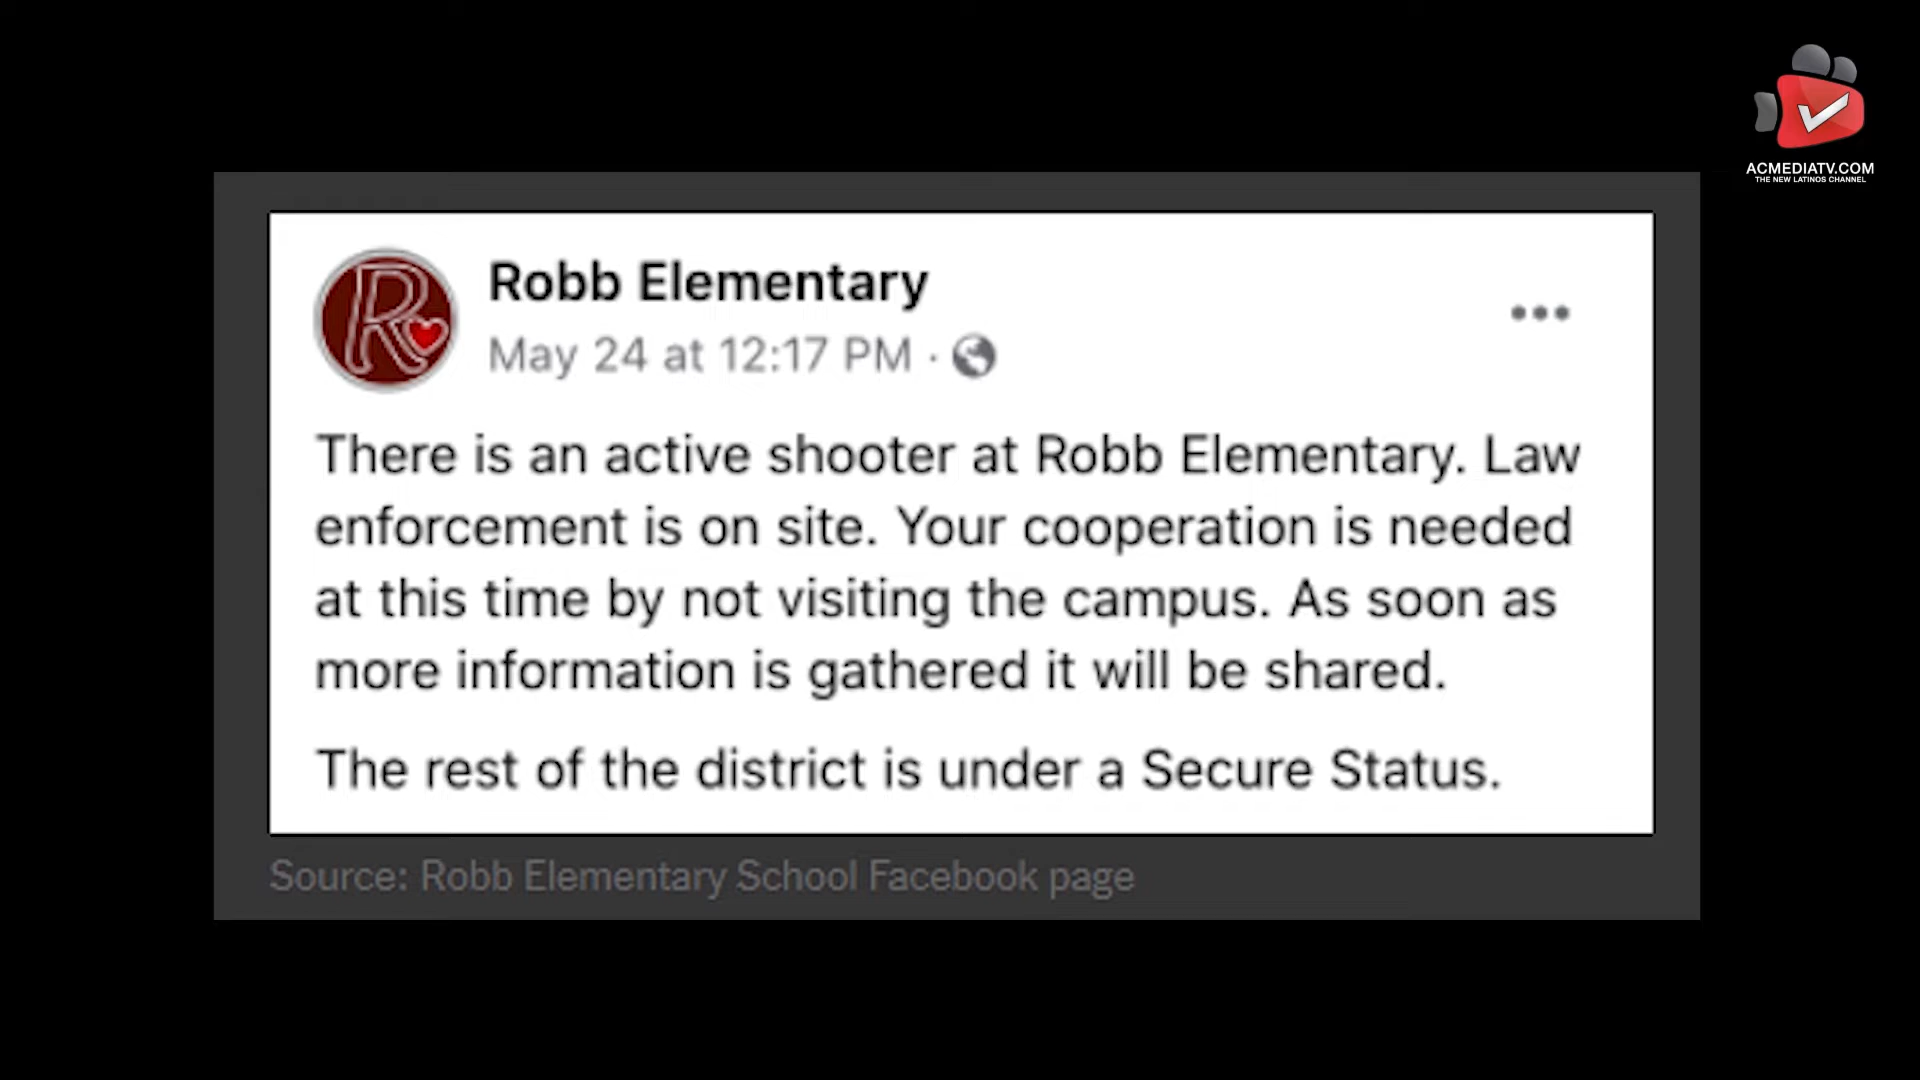 ACMEDIATV.COM
THE NEW LATINOS CHANNEL
Robb Elementary
May 24 at 12:17 PM ·
There is an active shooter at Robb Elementary. Law
enforcement is on site. Your cooperation is needed
at this time by not visiting the campus. As soon as
more information is gathered it will be shared.
The rest of the district is under a Secure Status.
Source: Robb Elementary School Facebook page